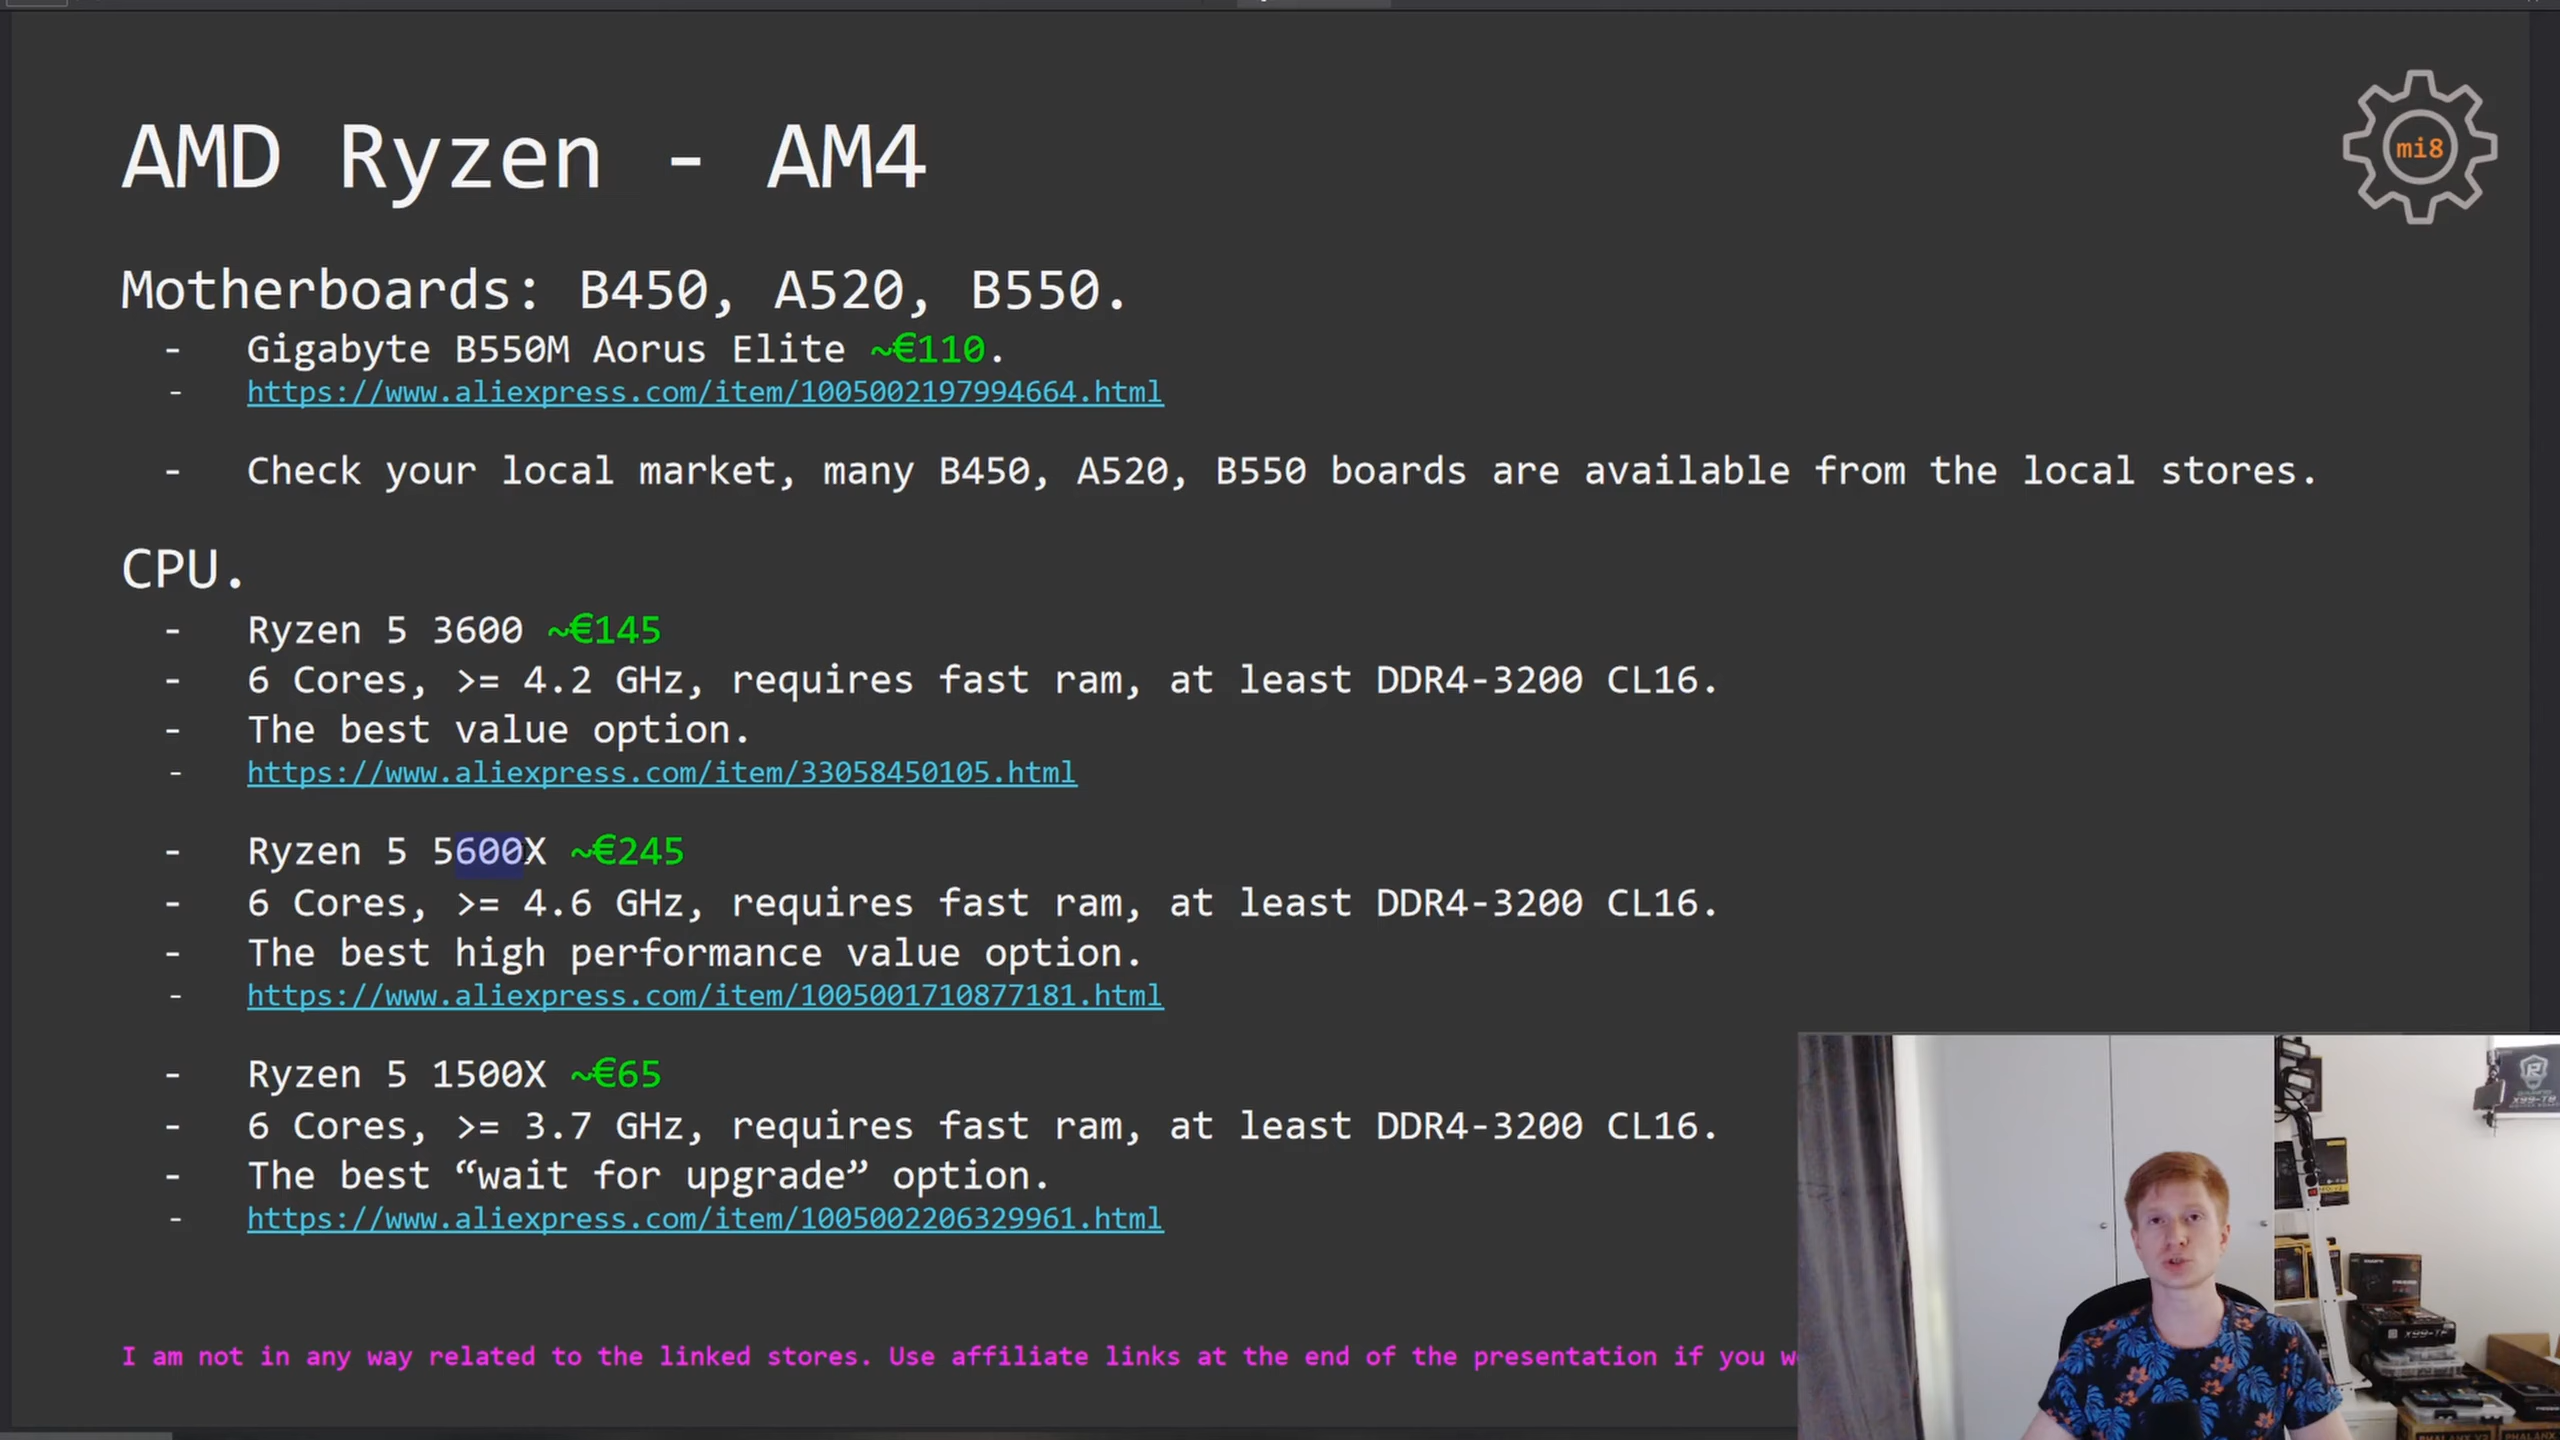 AMD Ryzen - AM4
mi8
Motherboards: B450, A520, B550.
- Gigabyte B550M Aorus Elite ~€110.
- https://www.aliexpress.com/item/1005002197994664.html
- Check your local market, many B450, A520, B550 boards are available from the local stores.
CPU.
- Ryzen 5 3600 ~€145
- 6 Cores, >= 4.2 GHz, requires fast ram, at least DDR4-3200 CL16.
- The best value option.
- https://www.aliexpress.com/item/33058450105.html
- Ryzen 5 5600X ~€245
- 6 Cores, >= 4.6 GHz, requires fast ram, at least DDR4-3200 CL16.
- The best high performance value option.
- https://www.aliexpress.com/item/1005001710877181.html
- Ryzen 5 1500X ~€65
- 6 Cores, >= 3.7 GHz, requires fast ram, at least DDR4-3200 CL16.
- The best “wait for upgrade” option.
- https://www.aliexpress.com/item/1005002206329961.html
I am not in any way related to the linked stores. Use affiliate links at the end of the presentation if you
X99-T8